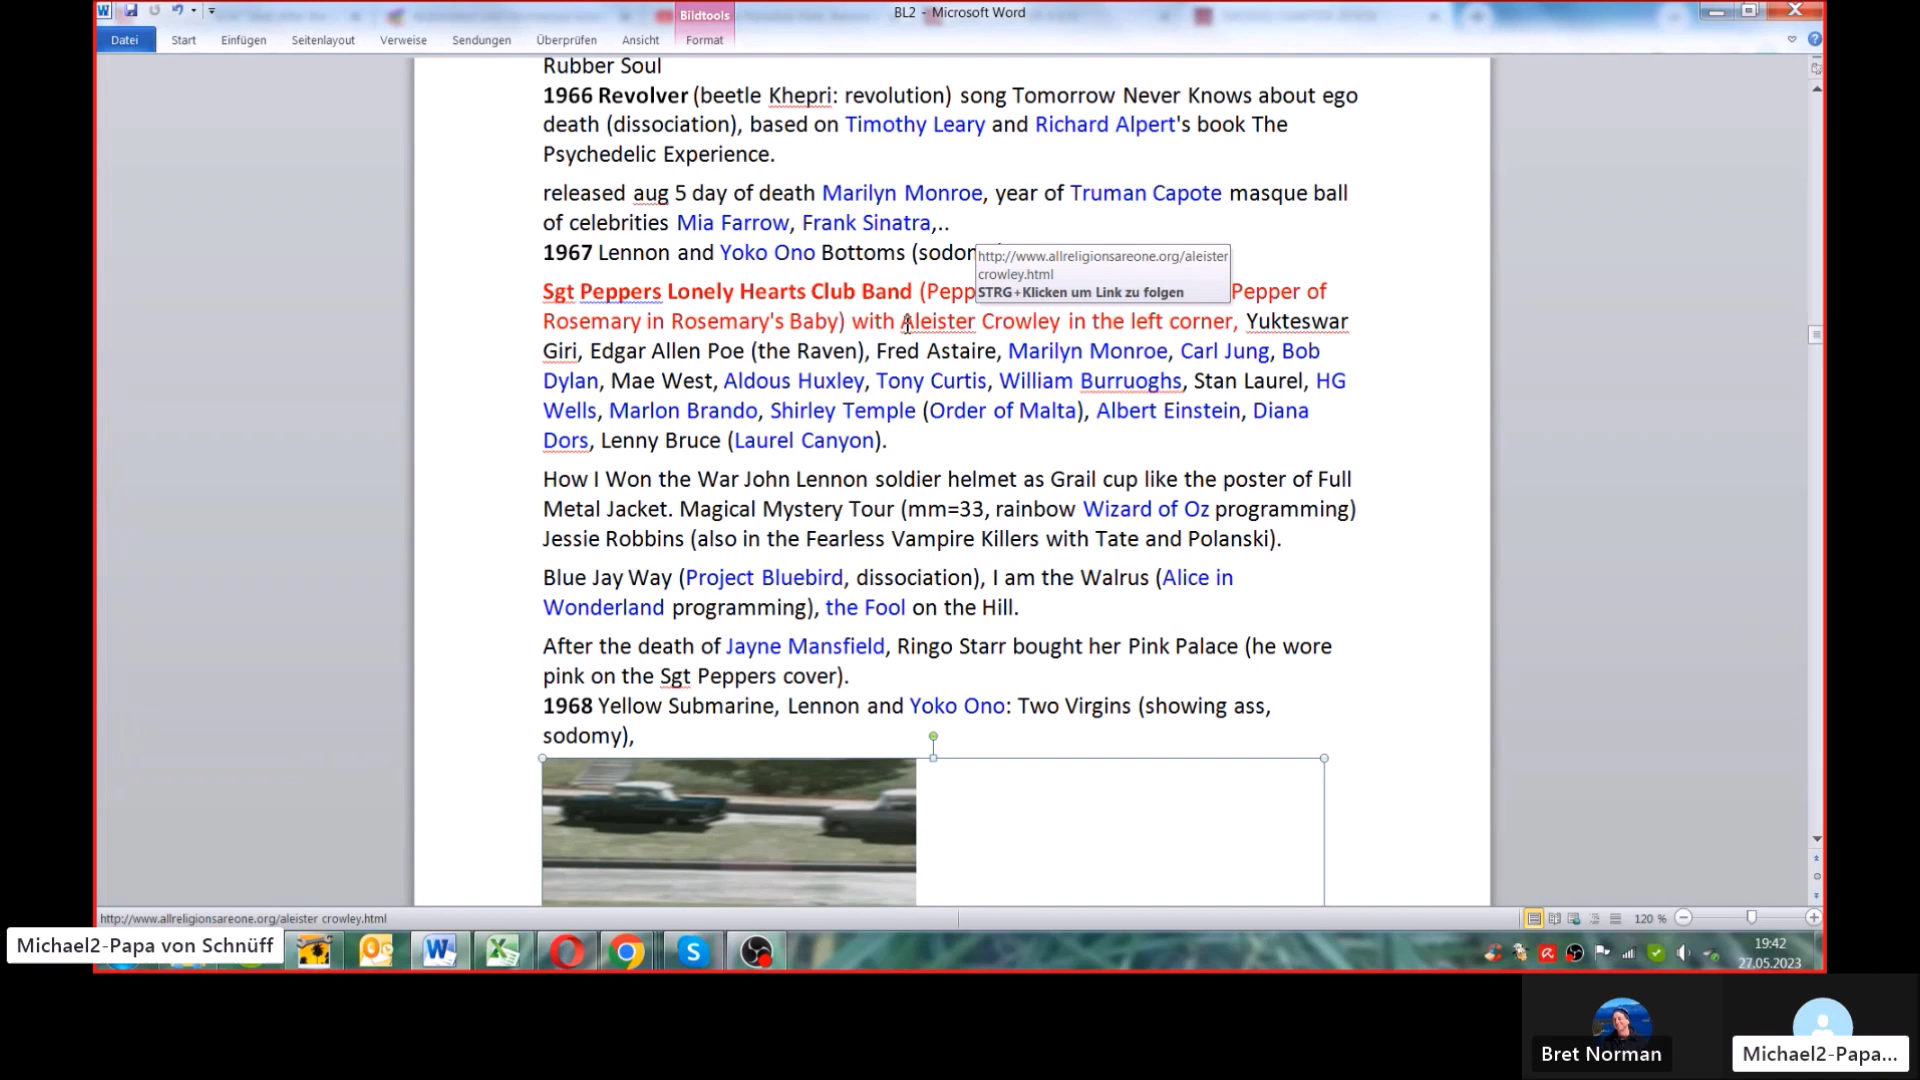 Bildtools
BL2 - Microsoft Word
Datei Start Einfügen Seitenlayout Verweise Sendungen Überprüfen Ansicht Format
Rubber Soul
1966 Revolver (beetle Khepri: revolution) song Tomorrow Never Knows about ego
death (dissociation), based on Timothy Leary and Richard Alpert's book The
Psychedelic Experience.
released aug 5 day of death Marilyn Monroe, year of Truman Capote masque ball
of celebrities Mia Farrow, Frank Sinatra,..
1967 Lennon and Yoko Ono Bottoms (sodom
http://www.allreligionsareone.org/aleister
crowley.html
STRG+Klicken um Link zu folgen
Sgt Peppers Lonely Hearts Club Band (Pepp Pepper of
Rosemary in Rosemary's Baby) with Aleister Crowley in the left corner, Yukteswar
Giri, Edgar Allen Poe (the Raven), Fred Astaire, Marilyn Monroe, Carl Jung, Bob
Dylan, Mae West, Aldous Huxley, Tony Curtis, William Burruoghs, Stan Laurel, HG
Wells, Marlon Brando, Shirley Temple (Order of Malta), Albert Einstein, Diana
Dors, Lenny Bruce (Laurel Canyon).
How I Won the War John Lennon soldier helmet as Grail cup like the poster of Full
Metal Jacket. Magical Mystery Tour (mm=33, rainbow Wizard of Oz programming)
Jessie Robbins (also in the Fearless Vampire Killers with Tate and Polanski).
Blue Jay Way (Project Bluebird, dissociation), I am the Walrus (Alice in
Wonderland programming), the Fool on the Hill.
After the death of Jayne Mansfield, Ringo Starr bought her Pink Palace (he wore
pink on the Sgt Peppers cover).
1968 Yellow Submarine, Lennon and Yoko Ono: Two Virgins (showing ass,
sodomy),
http://www.allreligionsareone.org/aleister crowley.html
120 %
Michael2-Papa von Schnüff
19:42
27.05.2023
Bret Norman
Michael2-Papa...